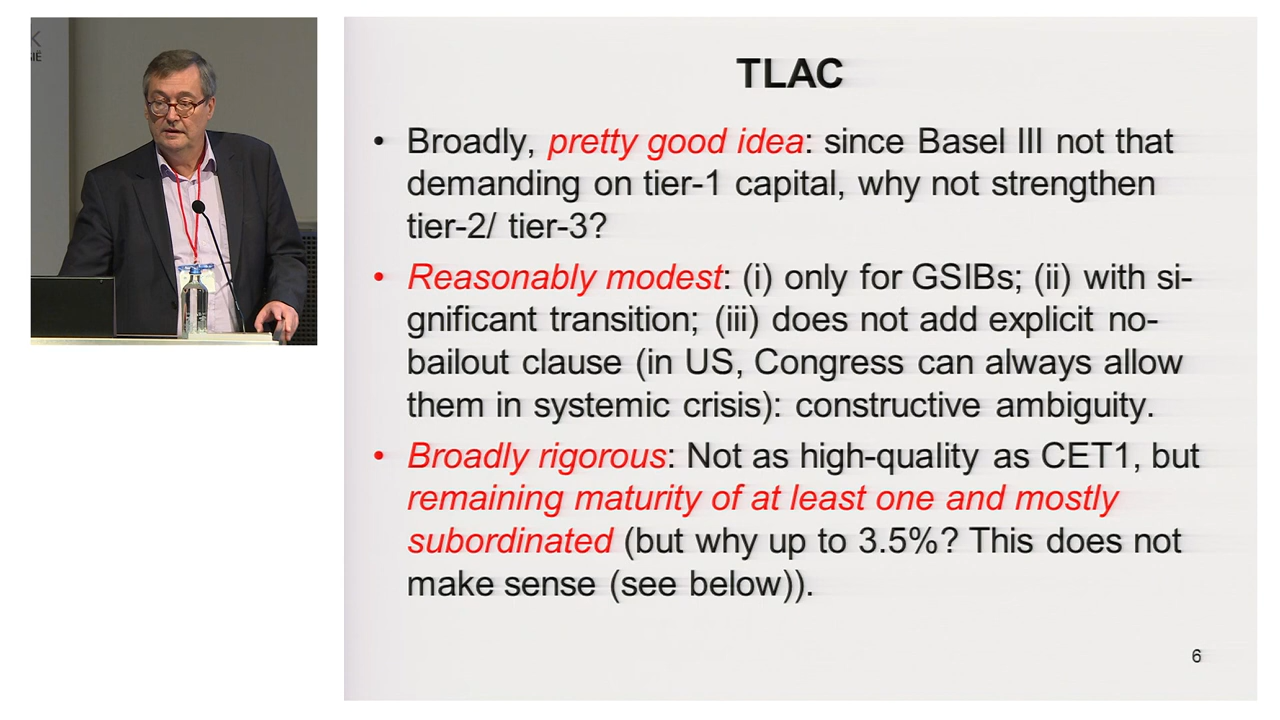 SIË
TLAC
• Broadly, pretty good idea: since Basel III not that
demanding on tier-1 capital, why not strengthen
tier-2/ tier-3?
• Reasonably modest: (i) only for GSIBs; (ii) with si-
gnificant transition; (iii) does not add explicit no-
bailout clause (in US, Congress can always allow
them in systemic crisis): constructive ambiguity.
• Broadly rigorous: Not as high-quality as CET1, but
remaining maturity of at least one and mostly
subordinated (but why up to 3.5%? This does not
make sense (see below)).
6